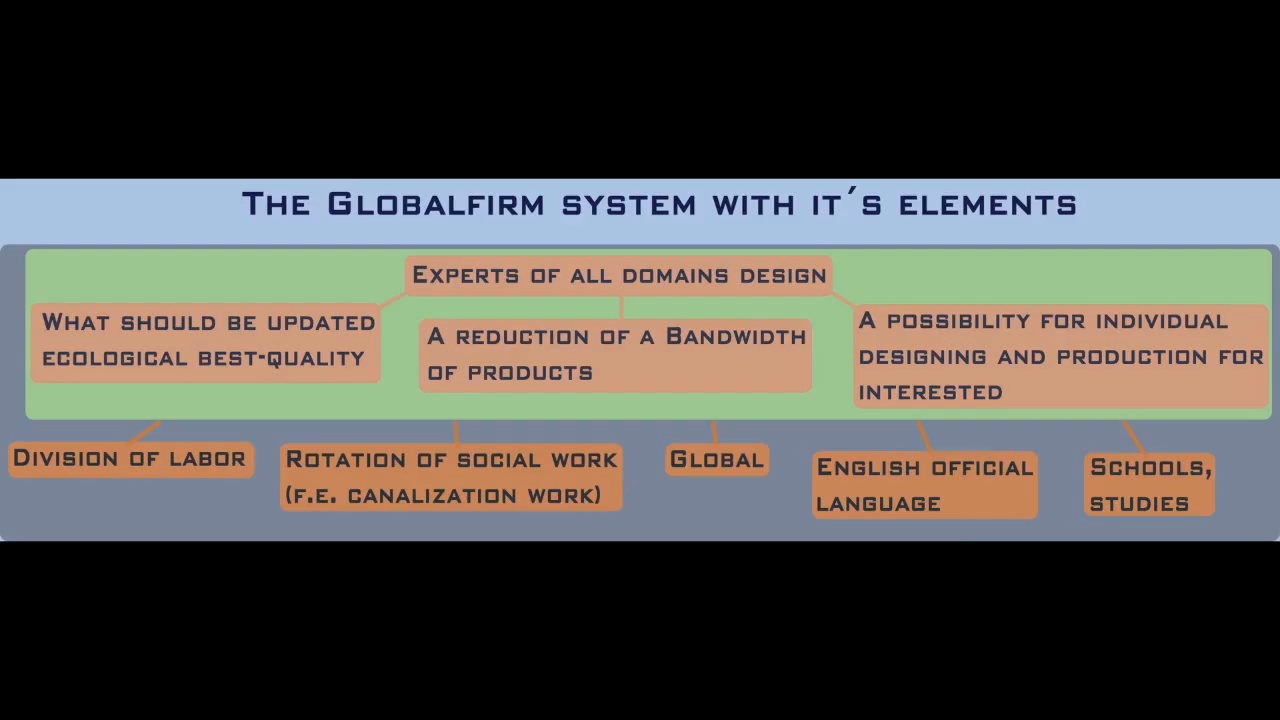 The Globalfirm system with it´s elements
Experts of all domains design
What should be updated
ecological best-quality
A reduction of a Bandwidth
of products
A possibility for individual
designing and production for
interested
Division of labor
Rotation of social work
(f.e. canalization work)
Global
English official
language
Schools,
studies